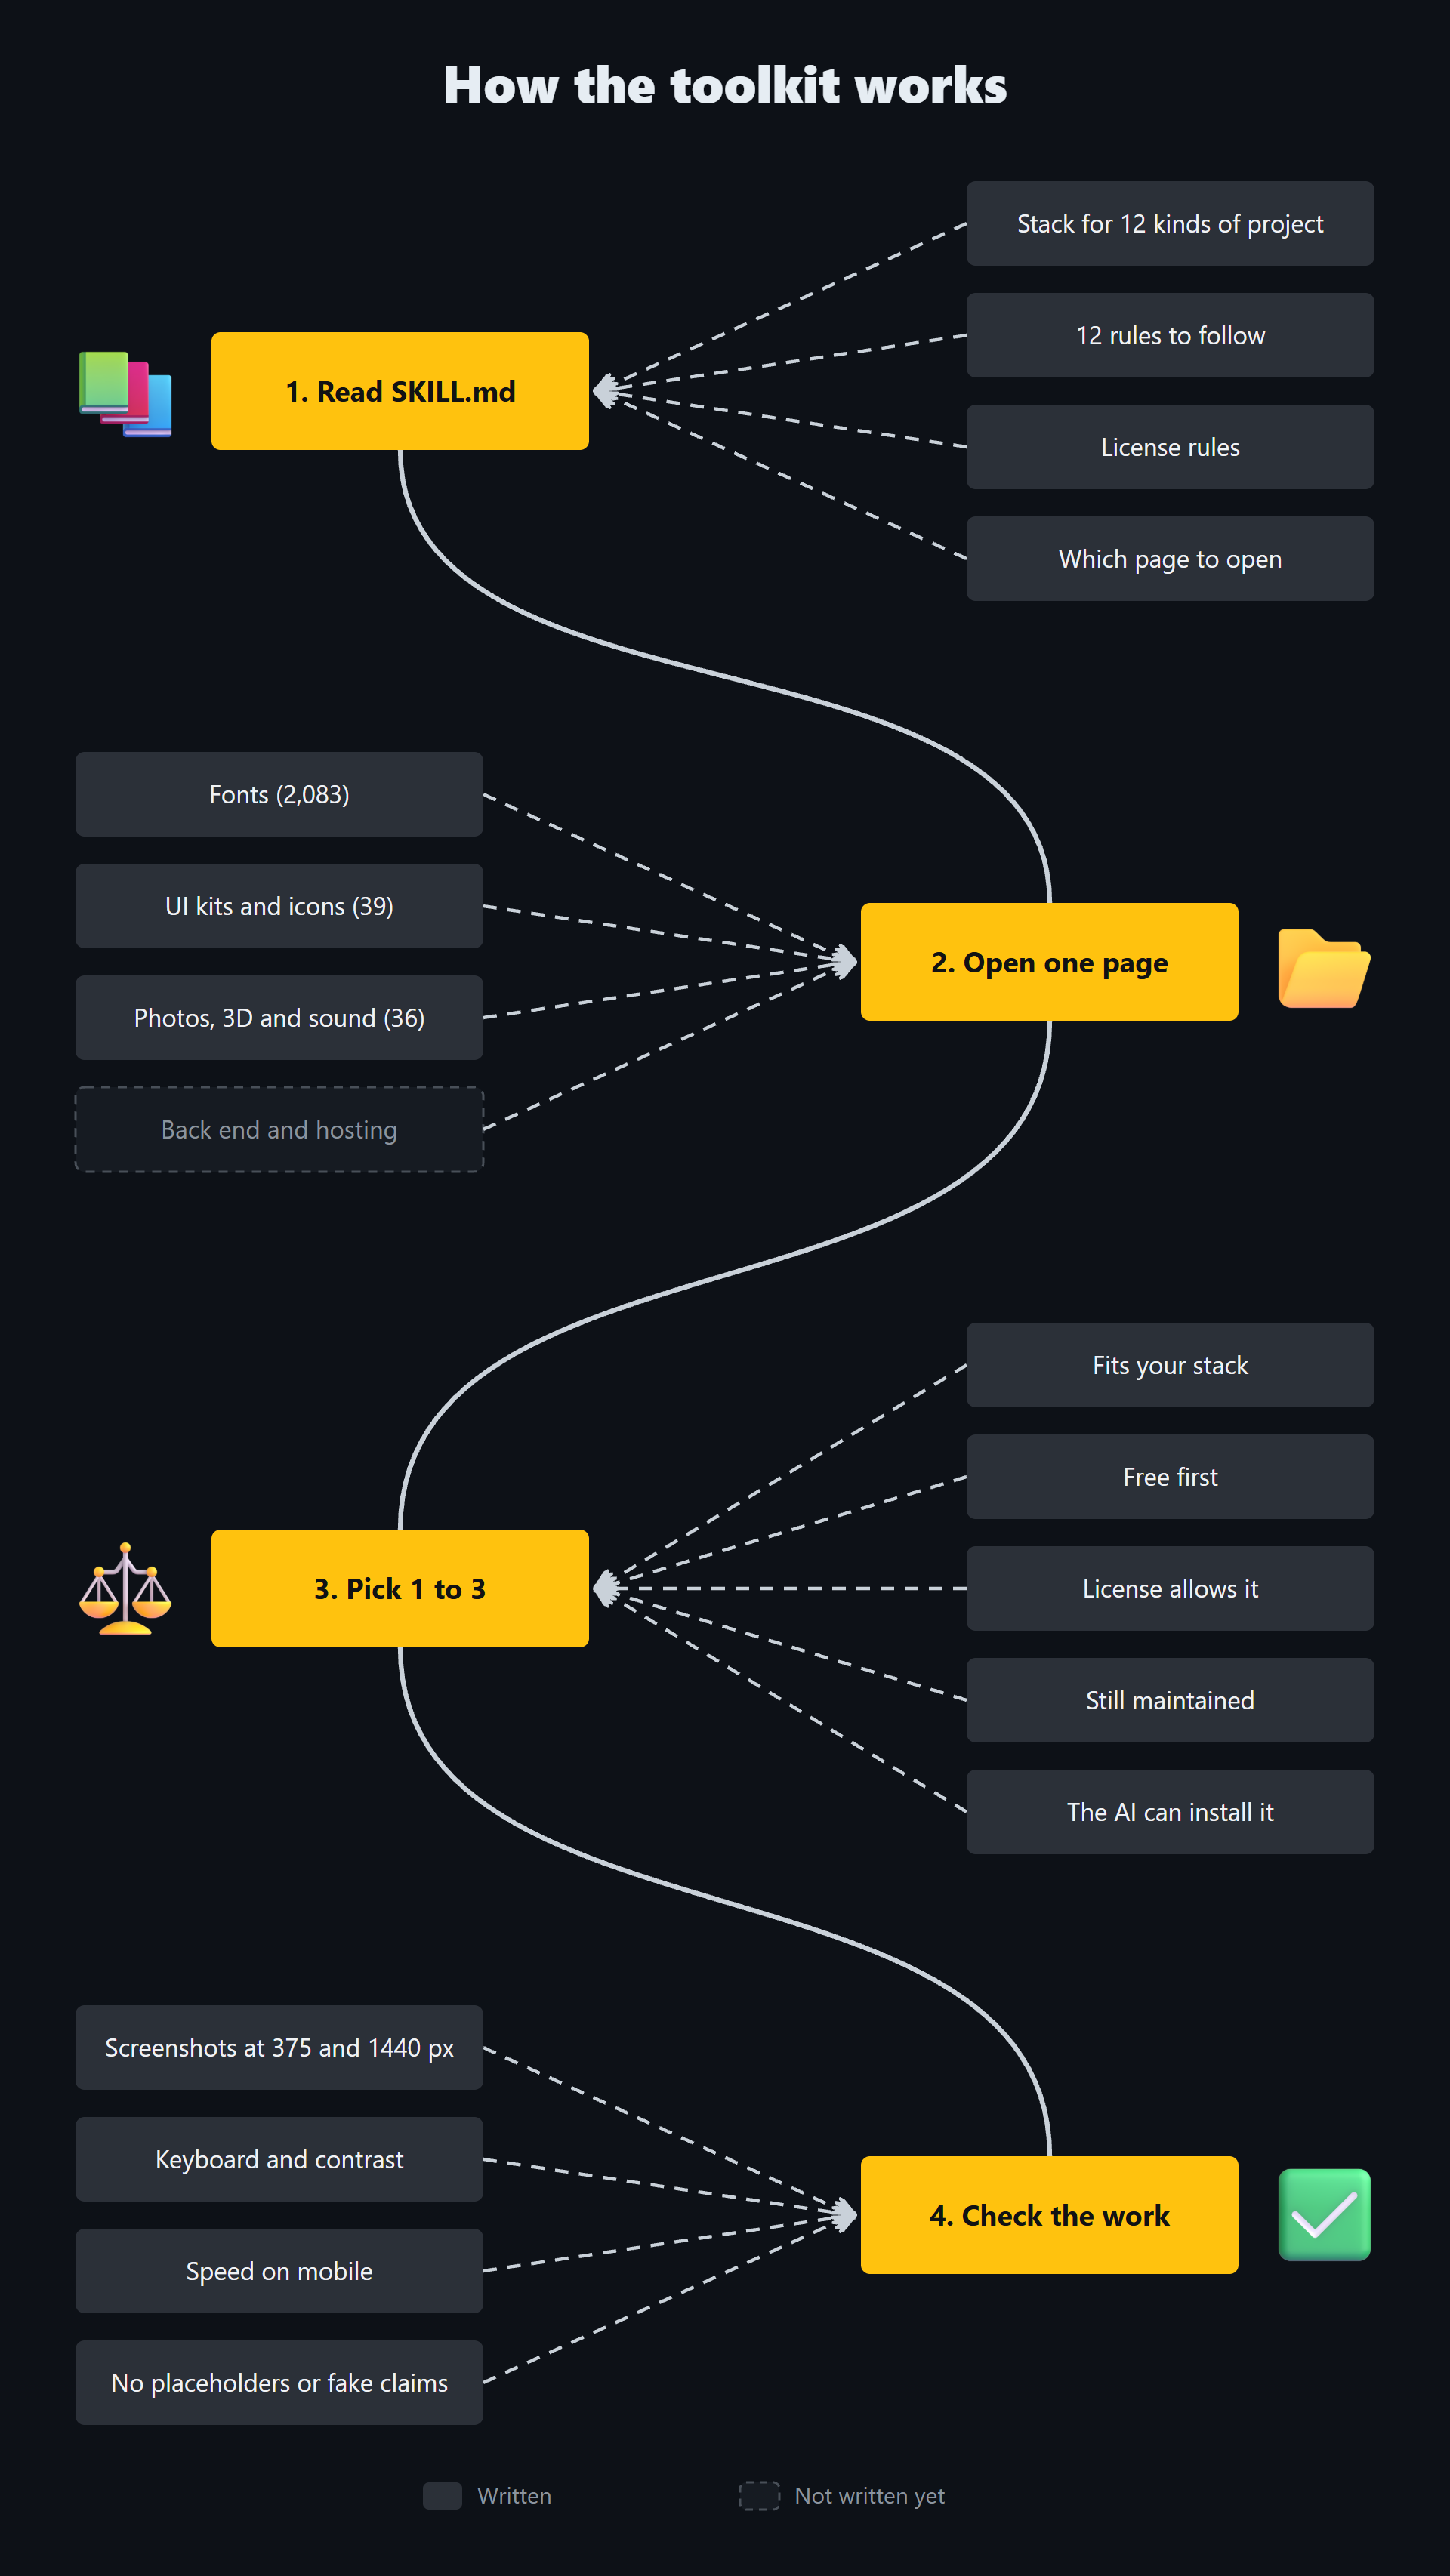 How the toolkit works
Stack for 12 kinds of project
12 rules to follow
1. Read SKILL.md
License rules
Which page to open
Fonts (2,083)
UI kits and icons (39)
2. Open one page
Photos, 3D and sound (36)
Back end and hosting
Fits your stack
Free first
3. Pick 1 to 3
License allows it
Still maintained
The AI can install it
Screenshots at 375 and 1440 px
Keyboard and contrast
4. Check the work
Speed on mobile
No placeholders or fake claims
Written
Not written yet